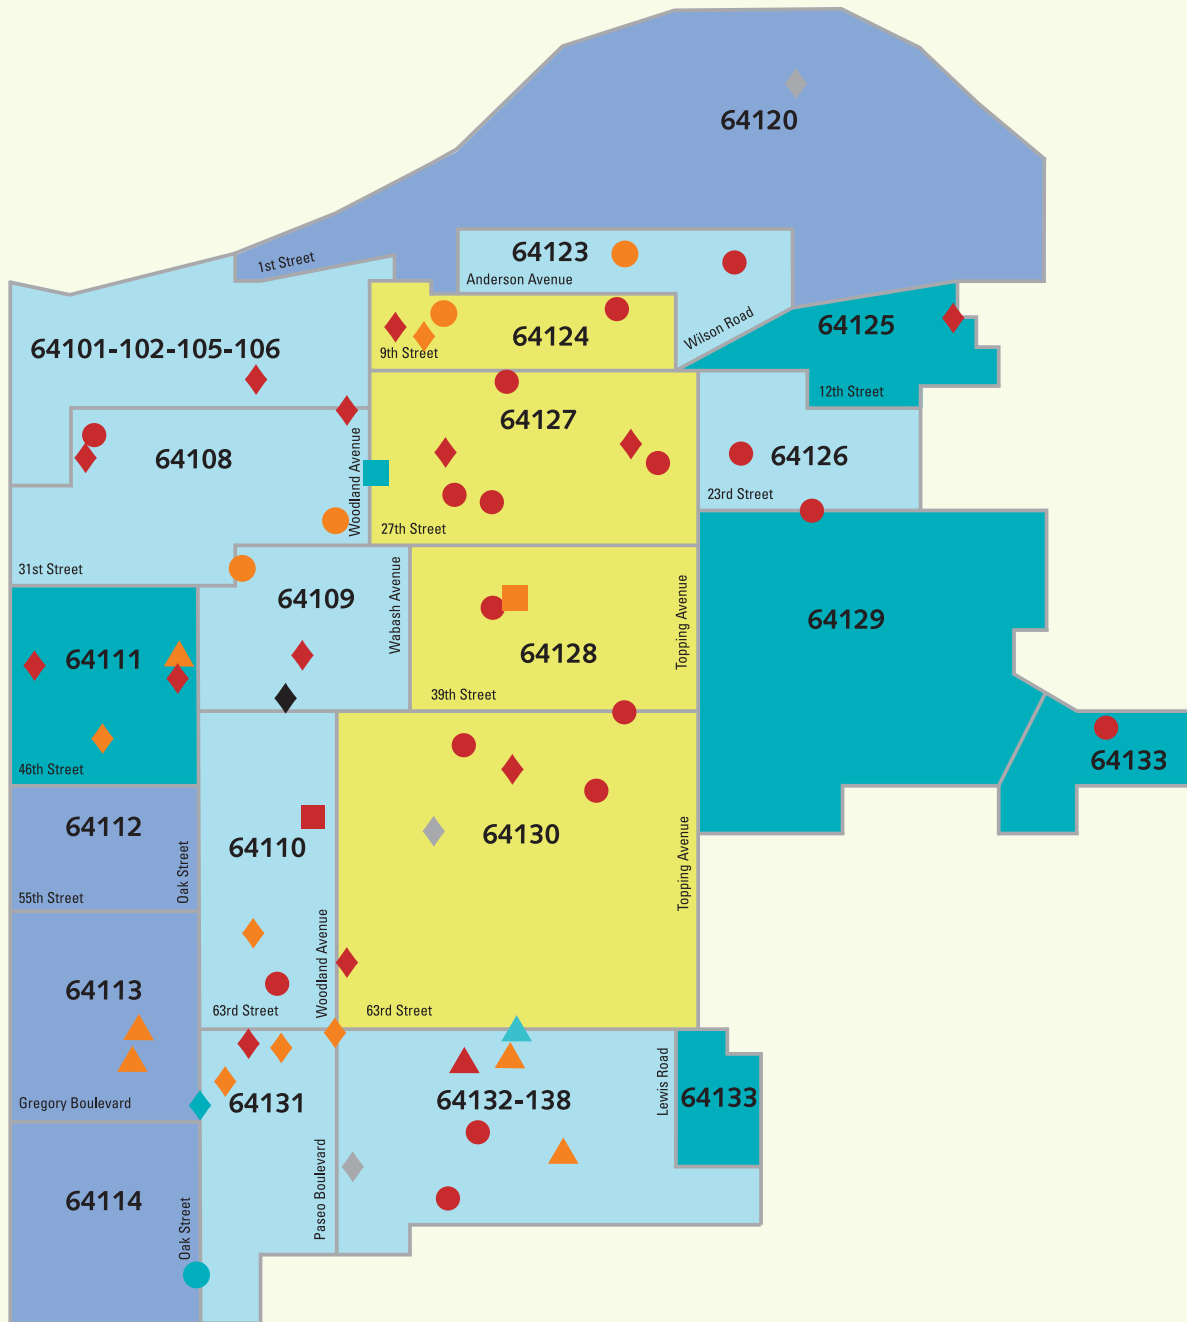 64120
64123
1st Street
Anderson Avenue
Wilson Road
64125
64124
64101-102-105-106
9th Street
12th Street
64127
64108
Woodland Avenue
64126
23rd Street
27th Street
31st Street
64109
Wabash Avenue
64128
Topping Avenue
64129
64111
39th Street
46th Street
64133
64112
64110
64130
Oak Street
55th Street
Topping Avenue
64113
Woodland Avenue
63rd Street
63rd Street
Gregory Boulevard
64131
64132-138
Lewis Road
64133
Paseo Boulevard
64114
Oak Street